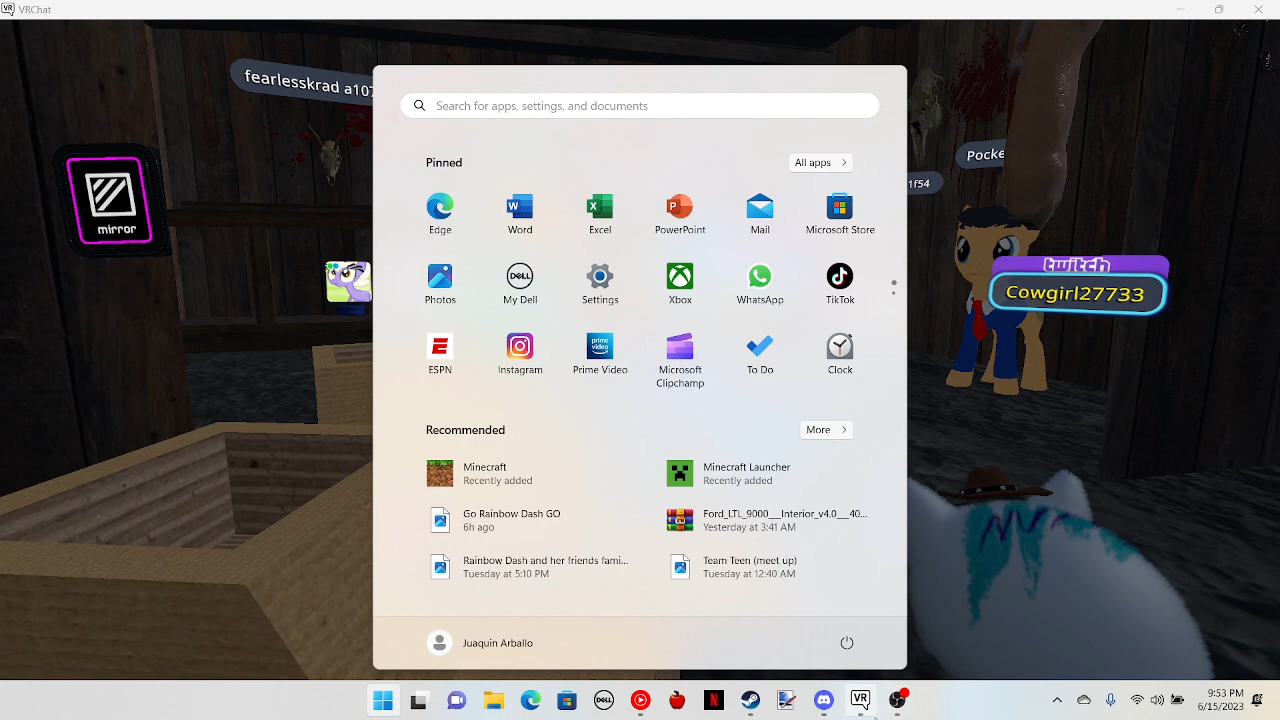 VRChat
fearlesskrad a107
Search for apps, settings, and documents
Pinned
All apps
Edge
Word
Excel
PowerPoint
Mail
Microsoft Store
Photos
My Dell
Settings
Xbox
WhatsApp
TikTok
ESPN
Instagram
Prime Video
Microsoft Clipchamp
To Do
Clock
Recommended
More
Minecraft
Recently added
Minecraft Launcher
Recently added
Go Rainbow Dash GO
6h ago
Ford_LTL_9000___Interior_v4.0___40...
Yesterday at 3:41 AM
Rainbow Dash and her friends fami...
Tuesday at 5:10 PM
Team Teen (meet up)
Tuesday at 12:40 AM
Juaquin Arballo
mirror
Pocke
1f54
twitch
Cowgirl27733
9:53 PM
6/15/2023